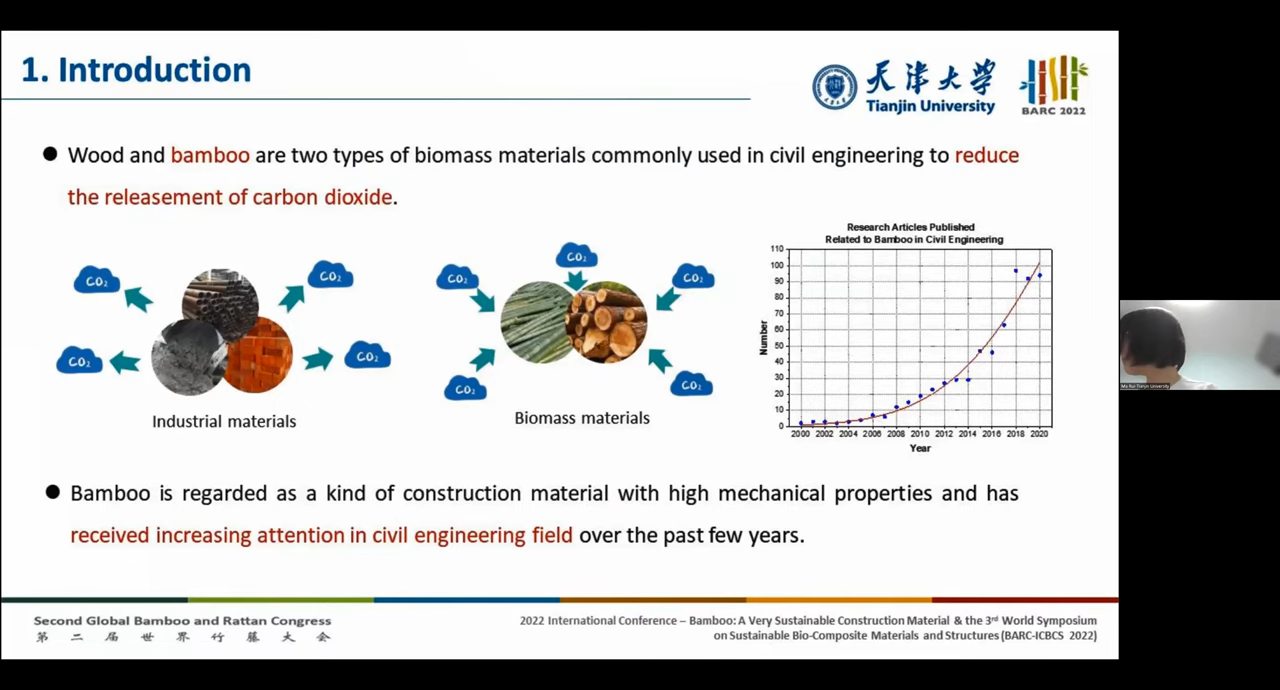 1. Introduction
天津大学
Tianjin University
BARC 2022
● Wood and bamboo are two types of biomass materials commonly used in civil engineering to reduce
the releasement of carbon dioxide.
CO2
CO2
CO2
CO2
Industrial materials
CO2
CO2
CO2
CO2
CO2
Biomass materials
Research Articles Published
Related to Bamboo in Civil Engineering
Number
110
100
90
80
70
60
50
40
30
20
10
0
2000 2002 2004 2006 2008 2010 2012 2014 2016 2018 2020
Year
● Bamboo is regarded as a kind of construction material with high mechanical properties and has
received increasing attention in civil engineering field over the past few years.
Second Global Bamboo and Rattan Congress
第二届世界竹藤大会
2022 International Conference – Bamboo: A Very Sustainable Construction Material & the 3rd World Symposium
on Sustainable Bio-Composite Materials and Structures (BARC-ICBCS 2022)